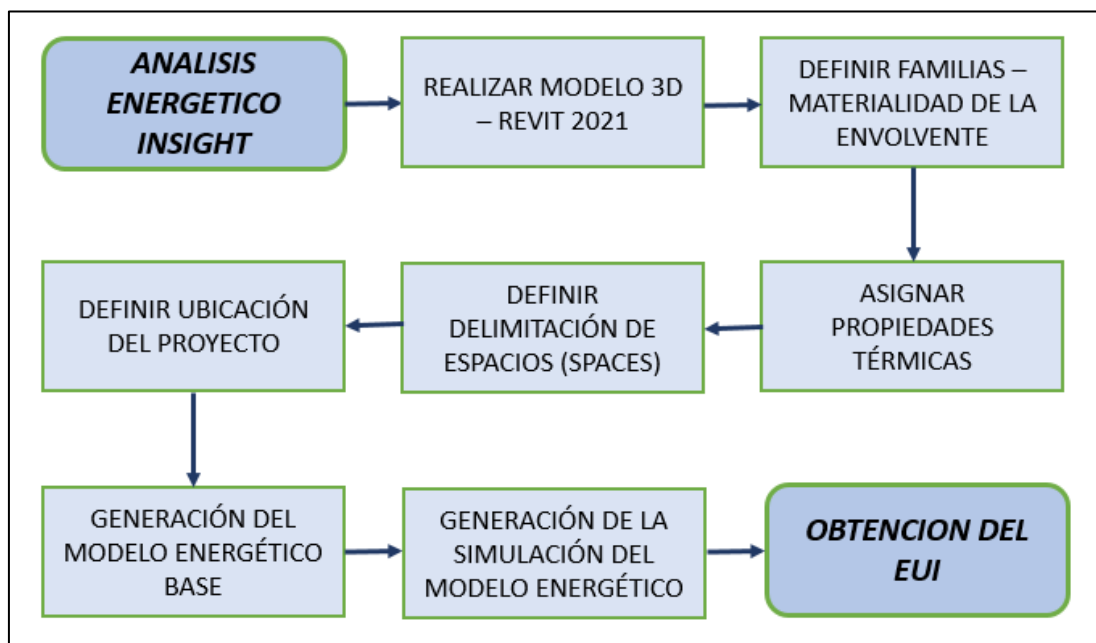 ANALISIS
ENERGETICO
INSIGHT
REALIZAR MODELO 3D
– REVIT 2021
DEFINIR FAMILIAS –
MATERIALIDAD DE LA
ENVOLVENTE
ASIGNAR
PROPIEDADES
TÉRMICAS
DEFINIR
DELIMITACIÓN DE
ESPACIOS (SPACES)
DEFINIR UBICACIÓN
DEL PROYECTO
GENERACIÓN DEL
MODELO ENERGÉTICO
BASE
GENERACIÓN DE LA
SIMULACIÓN DEL
MODELO ENERGÉTICO
OBTENCION DEL
EUI